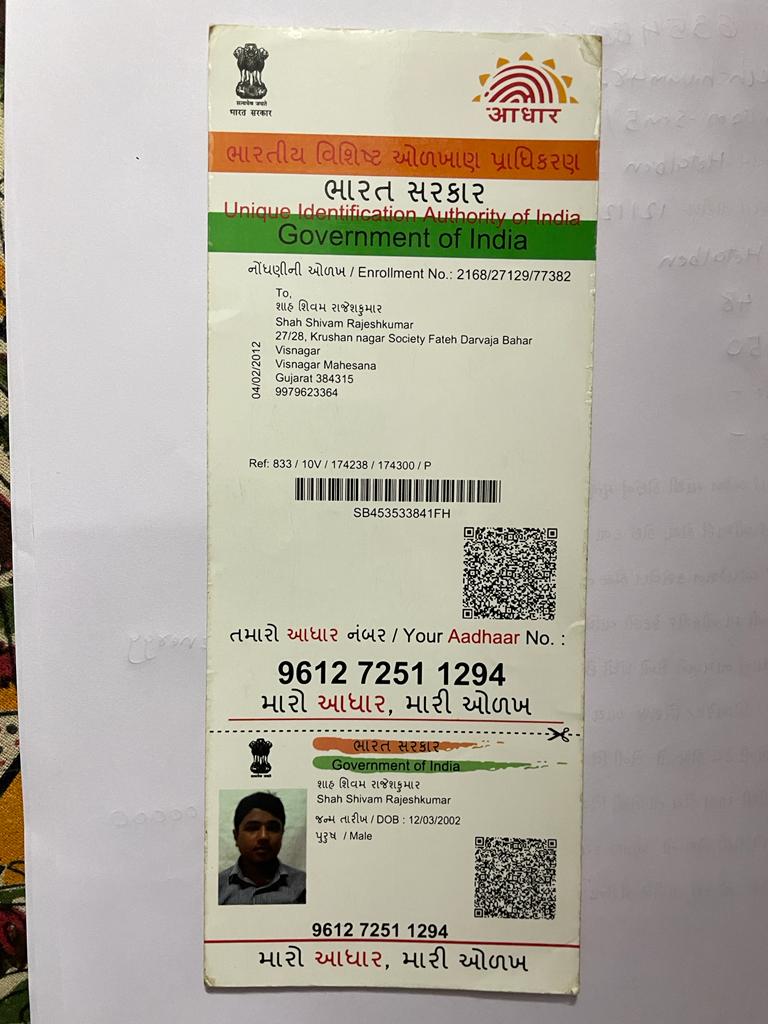 सत्यमेव जयते
भारत सरकार
आधार
ભારતીય વિશિષ્ટ ઓળખાણ પ્રાધિકરણ
ભારત સરકાર
Unique Identification Authority of India
Government of India
નોંધણીની ઓળખ / Enrollment No.: 2168/27129/77382
To,
શાહ શિવમ રાજેશકુમાર
Shah Shivam Rajeshkumar
27/28, Krushan nagar Society Fateh Darvaja Bahar
Visnagar
Visnagar Mahesana
Gujarat 384315
9979623364
04/02/2012
Ref: 833 / 10V / 174238 / 174300 / P
SB453533841FH
તમારો આધાર નંબર / Your Aadhaar No. :
9612 7251 1294
મારો આધાર, મારી ઓળખ
ભારત સરકાર
Government of India
શાહ શિવમ રાજેશકુમાર
Shah Shivam Rajeshkumar
જન્મ તારીખ / DOB : 12/03/2002
પુરુષ / Male
9612 7251 1294
મારો આધાર, મારી ઓળખ